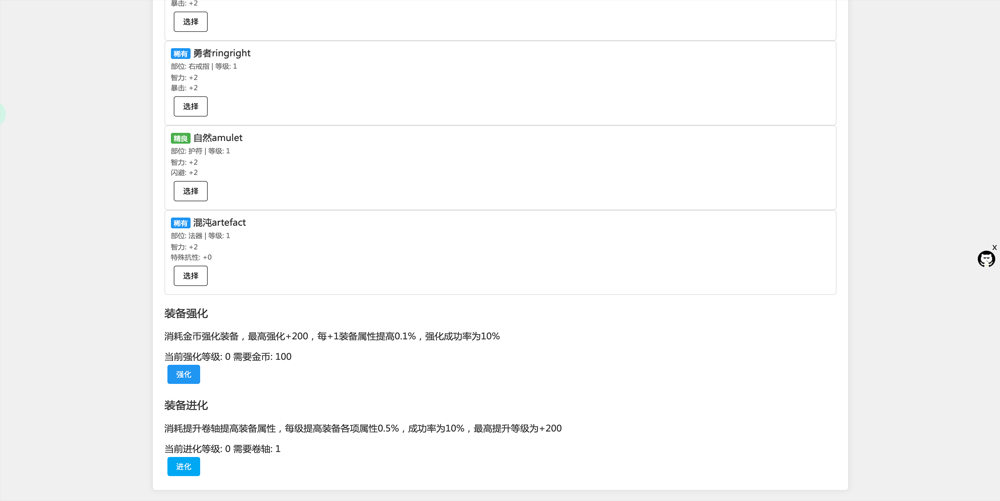 暴击: +2
选择
稀有 勇者ringright
部位: 右戒指 | 等级: 1
智力: +2
暴击: +2
选择
精良 自然amulet
部位: 护符 | 等级: 1
智力: +2
闪避: +2
选择
稀有 混沌artefact
部位: 法器 | 等级: 1
智力: +2
特殊抗性: +0
选择
x
装备强化
消耗金币强化装备，最高强化+200，每+1装备属性提高0.1%，强化成功率为10%
当前强化等级: 0 需要金币: 100
强化
装备进化
消耗提升卷轴提高装备属性，每级提高装备各项属性0.5%，成功率为10%，最高提升等级为+200
当前进化等级: 0 需要卷轴: 1
进化